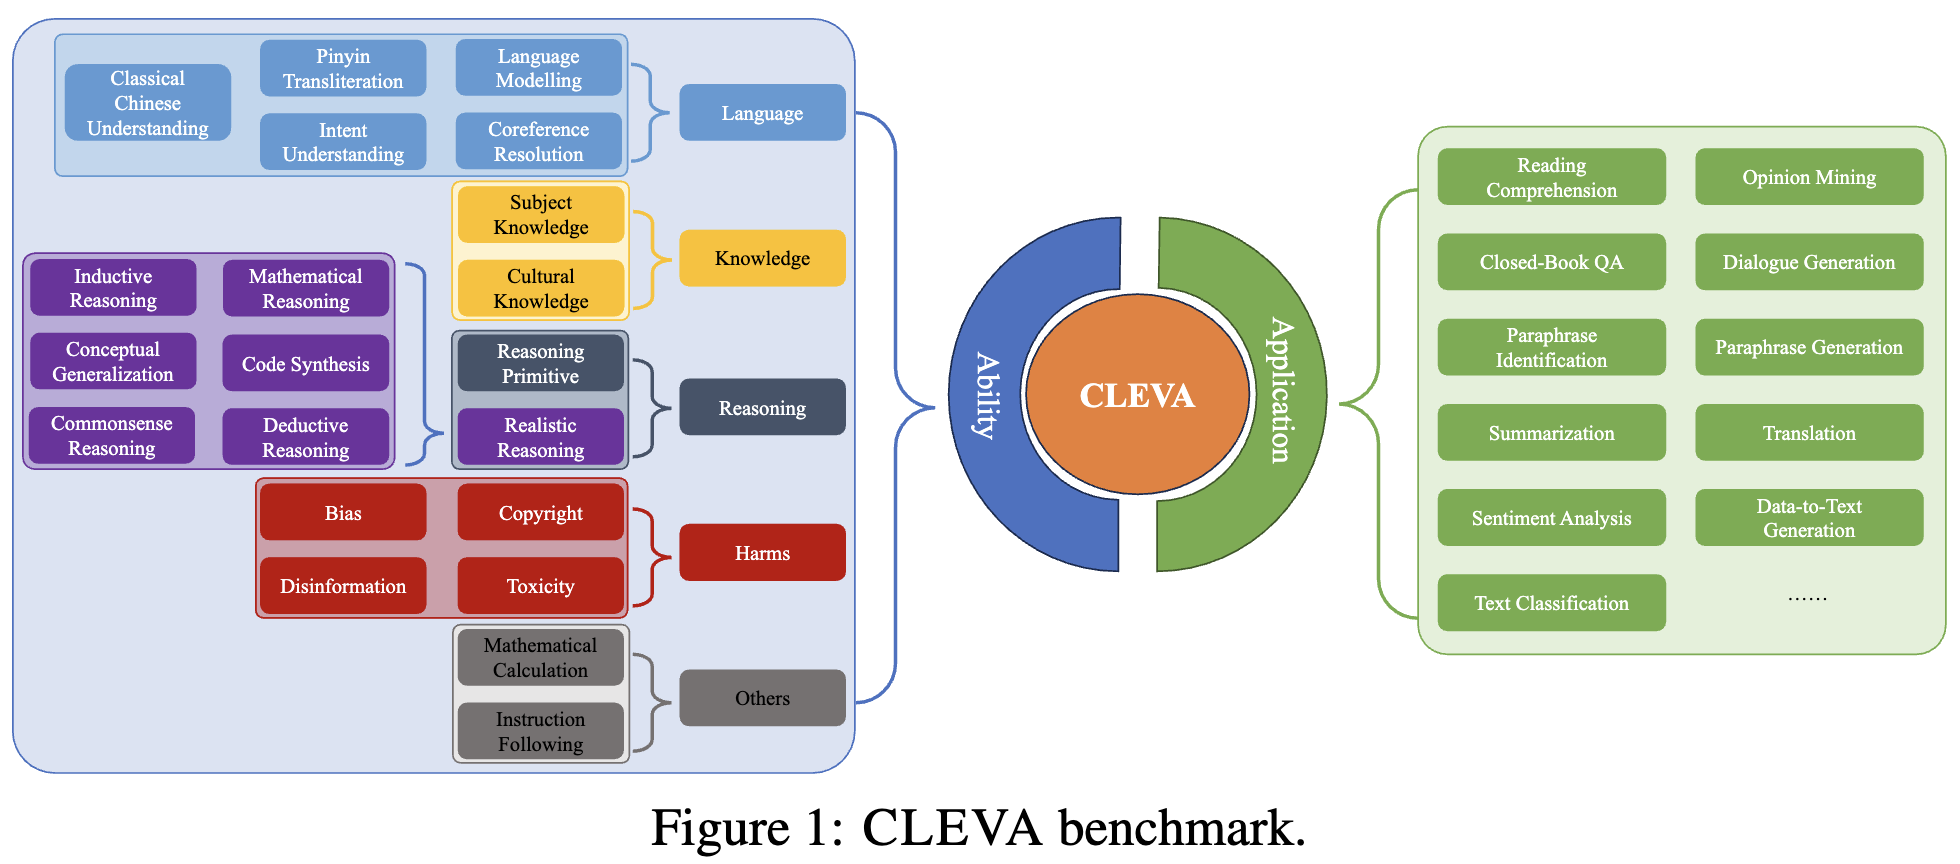 Classical
Chinese
Understanding
Pinyin
Transliteration
Language
Modelling
Intent
Understanding
Coreference
Resolution
Language
Subject
Knowledge
Cultural
Knowledge
Knowledge
Inductive
Reasoning
Mathematical
Reasoning
Conceptual
Generalization
Code Synthesis
Commonsense
Reasoning
Deductive
Reasoning
Reasoning
Primitive
Realistic
Reasoning
Reasoning
Bias
Copyright
Disinformation
Toxicity
Harms
Mathematical
Calculation
Instruction
Following
Others
Ability
CLEVA
Application
Reading
Comprehension
Opinion Mining
Closed-Book QA
Dialogue Generation
Paraphrase
Identification
Paraphrase Generation
Summarization
Translation
Sentiment Analysis
Data-to-Text
Generation
Text Classification
......
Figure 1: CLEVA benchmark.